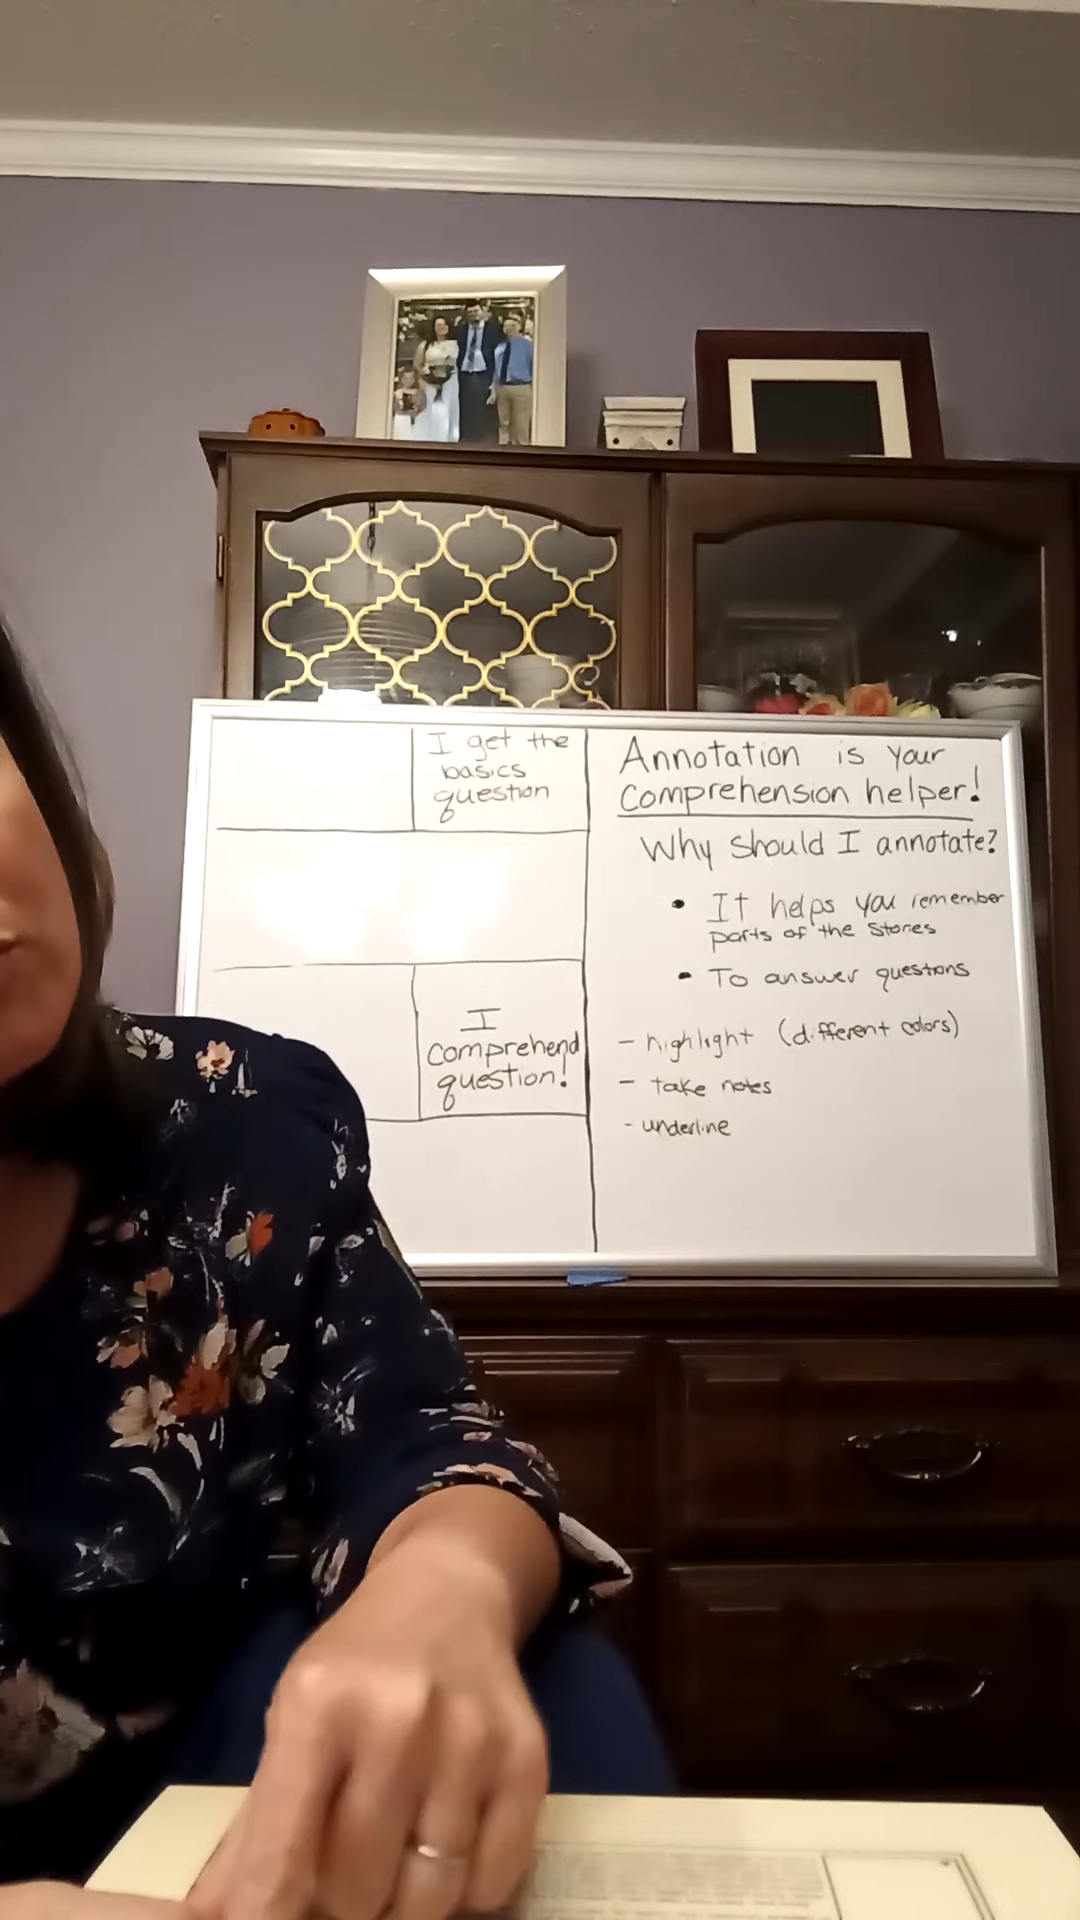 I get the
basics
question
I
comprehend
question!
Annotation is your
comprehension helper!
Why should I annotate?
• It helps you remember
parts of the stories
• To answer questions
- highlight (different colors)
- take notes
- underline